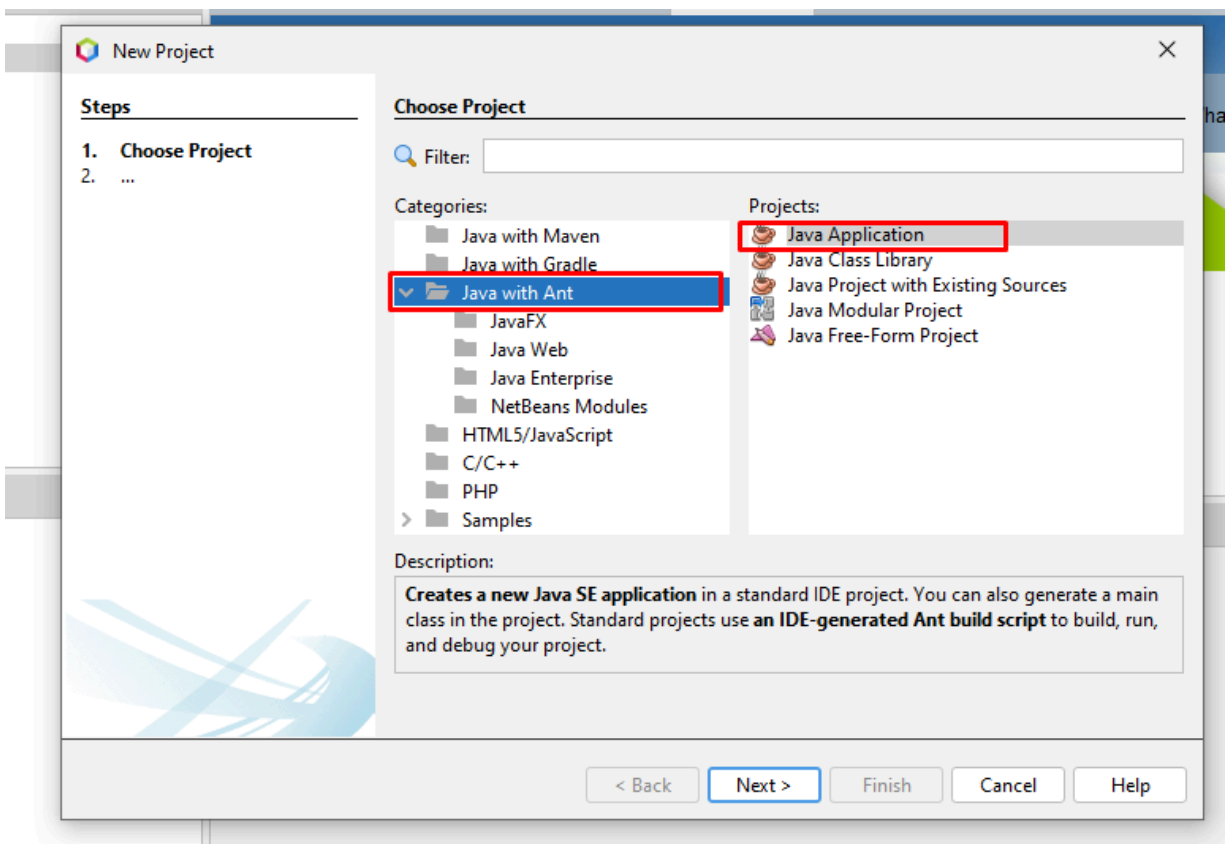 New Project
Steps
1. Choose Project
2. ...
Choose Project
Filter:
Categories:
Java with Maven
Java with Gradle
Java with Ant
JavaFX
Java Web
Java Enterprise
NetBeans Modules
HTML5/JavaScript
C/C++
PHP
Samples
Projects:
Java Application
Java Class Library
Java Project with Existing Sources
Java Modular Project
Java Free-Form Project
Description:
Creates a new Java SE application in a standard IDE project. You can also generate a main
class in the project. Standard projects use an IDE-generated Ant build script to build, run,
and debug your project.
< Back
Next >
Finish
Cancel
Help